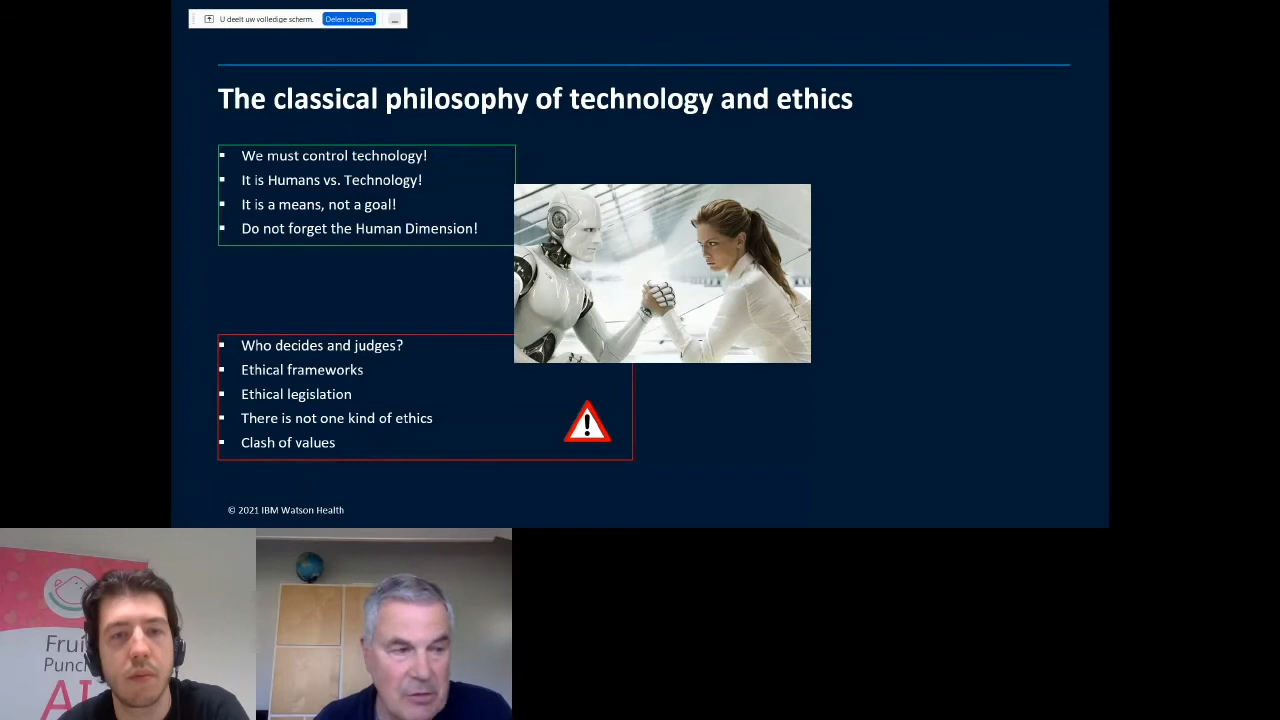 U deelt uw volledige scherm. Delen stoppen
The classical philosophy of technology and ethics
We must control technology!
It is Humans vs. Technology!
It is a means, not a goal!
Do not forget the Human Dimension!
Who decides and judges?
Ethical frameworks
Ethical legislation
There is not one kind of ethics
Clash of values
© 2021 IBM Watson Health
Frui
Punch
AI